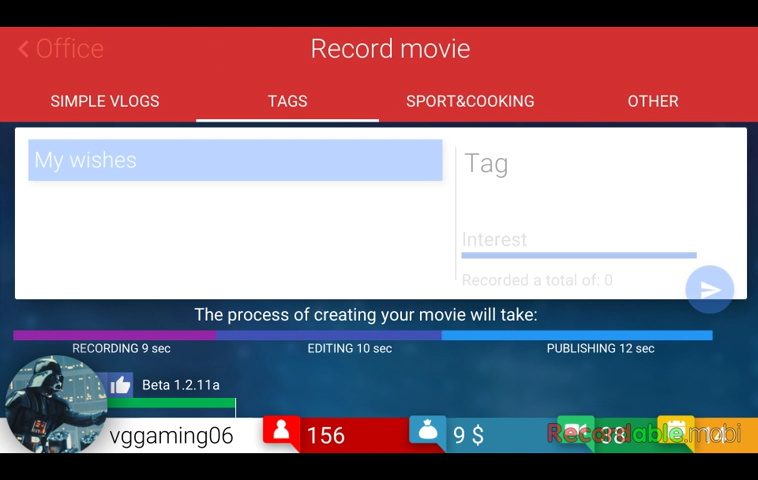 Office
Record movie
SIMPLE VLOGS
TAGS
SPORT&COOKING
OTHER
My wishes
Tag
Interest
Recorded a total of: 0
The process of creating your movie will take:
RECORDING 9 sec
EDITING 10 sec
PUBLISHING 12 sec
Beta 1.2.11a
vggaming06
156
9 $
38
14
Recordable.mobi